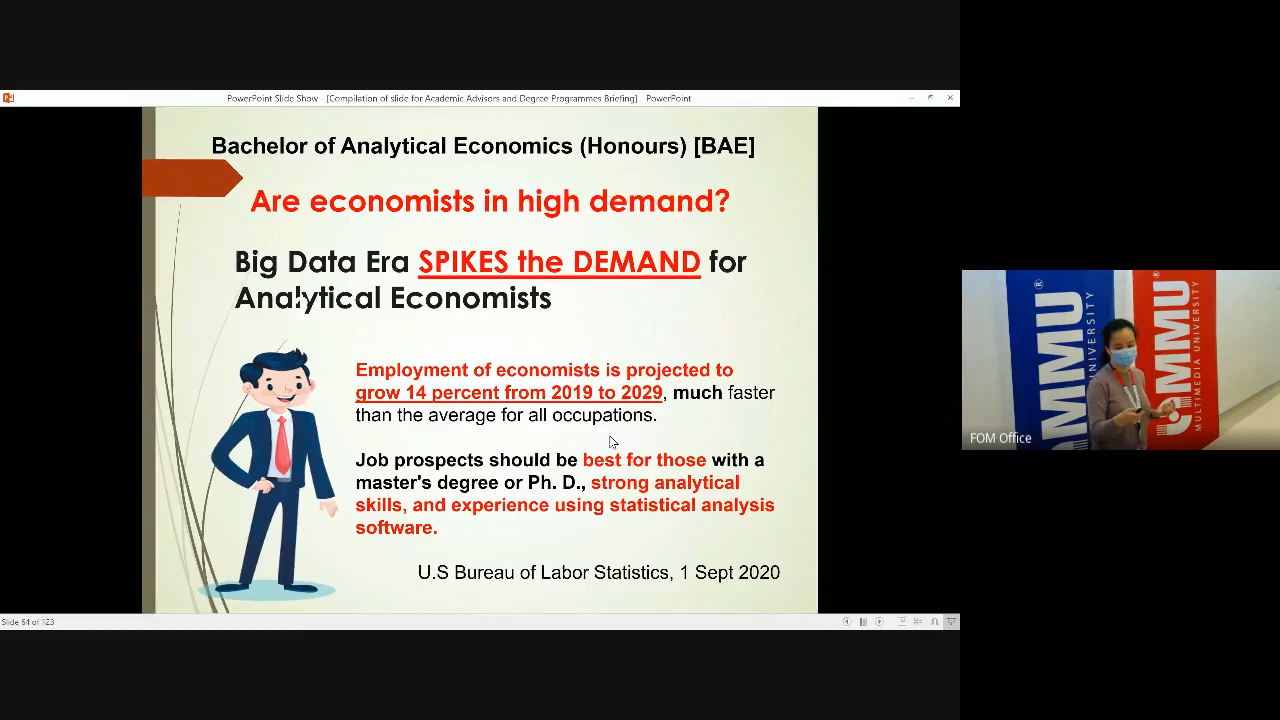 PowerPoint Slide Show - [Compilation of slide for Academic Advisors and Degree Programmes Briefing] - PowerPoint
Bachelor of Analytical Economics (Honours) [BAE]
Are economists in high demand?
Big Data Era SPIKES the DEMAND for
Analytical Economists
Employment of economists is projected to
grow 14 percent from 2019 to 2029, much faster
than the average for all occupations.
Job prospects should be best for those with a
master's degree or Ph. D., strong analytical
skills, and experience using statistical analysis
software.
U.S Bureau of Labor Statistics, 1 Sept 2020
Slide 64 of 123
MMU
UNIVERSITY
MMU
MULTIMEDIA UNIVERSITY
FOM Office